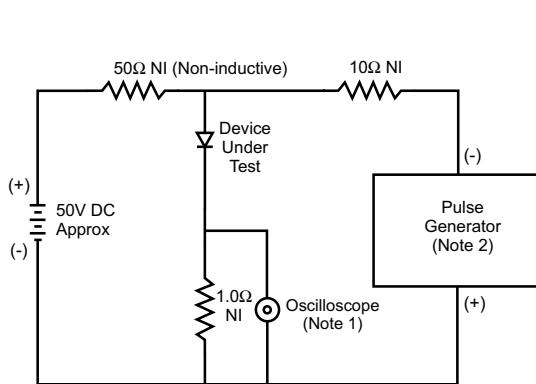 50Ω NI (Non-inductive)
10Ω NI
Device
Under
Test
(+)
50V DC
Approx
(-)
(-)
Pulse
Generator
(Note 2)
(+)
1.0Ω
NI
Oscilloscope
(Note 1)